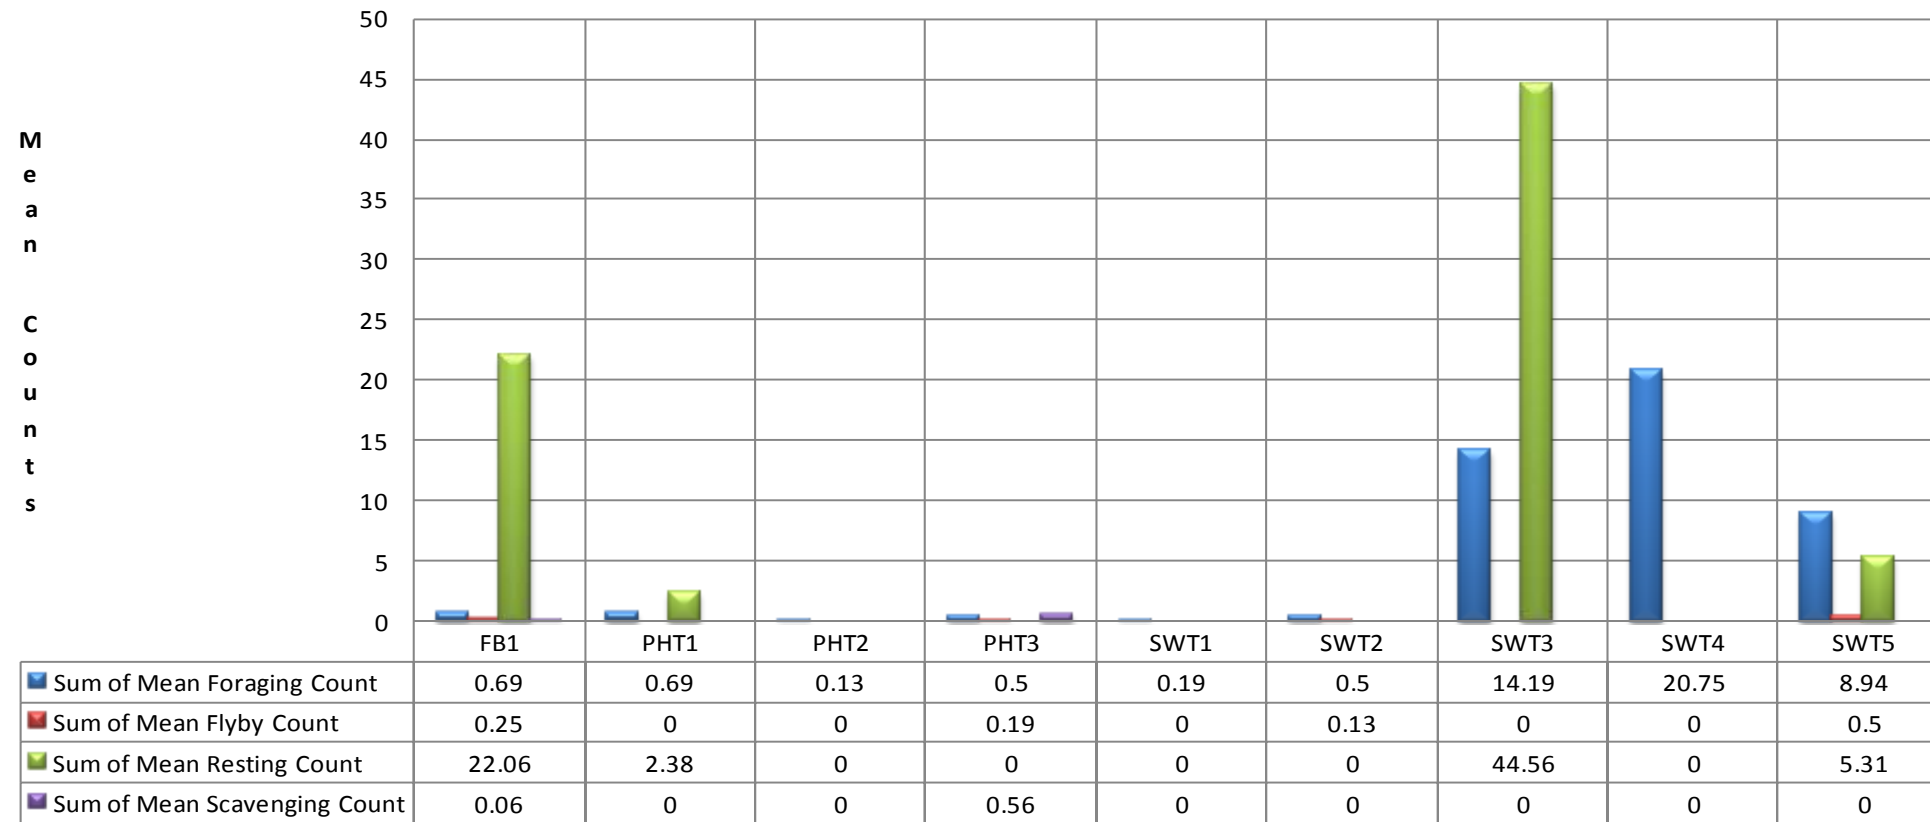 Mean Counts
50
45
40
35
30
25
20
15
10
5
0
FB1 PHT1 PHT2 PHT3 SWT1 SWT2 SWT3 SWT4 SWT5
Sum of Mean Foraging Count 0.69 0.69 0.13 0.5 0.19 0.5 14.19 20.75 8.94
Sum of Mean Flyby Count 0.25 0 0 0.19 0 0.13 0 0 0.5
Sum of Mean Resting Count 22.06 2.38 0 0 0 0 44.56 0 5.31
Sum of Mean Scavenging Count 0.06 0 0 0.56 0 0 0 0 0